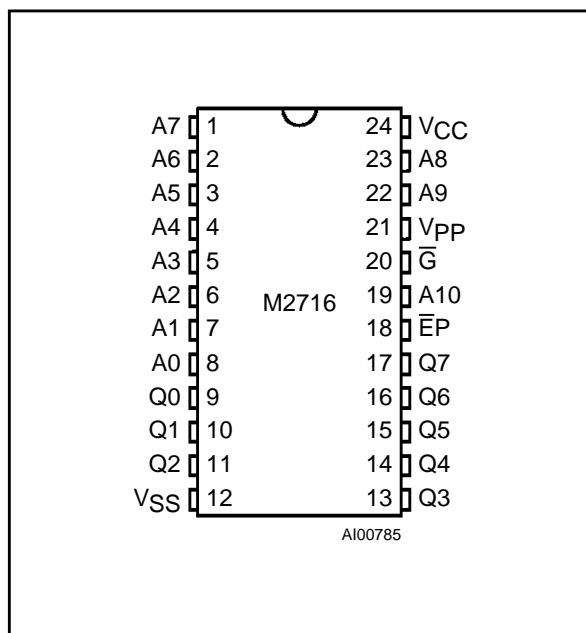 A7 1 24 VCC
A6 2 23 A8
A5 3 22 A9
A4 4 21 VPP
A3 5 20 G̅
A2 6 19 A10
M2716
A1 7 18 E̅P
A0 8 17 Q7
Q0 9 16 Q6
Q1 10 15 Q5
Q2 11 14 Q4
VSS 12 13 Q3
AI00785